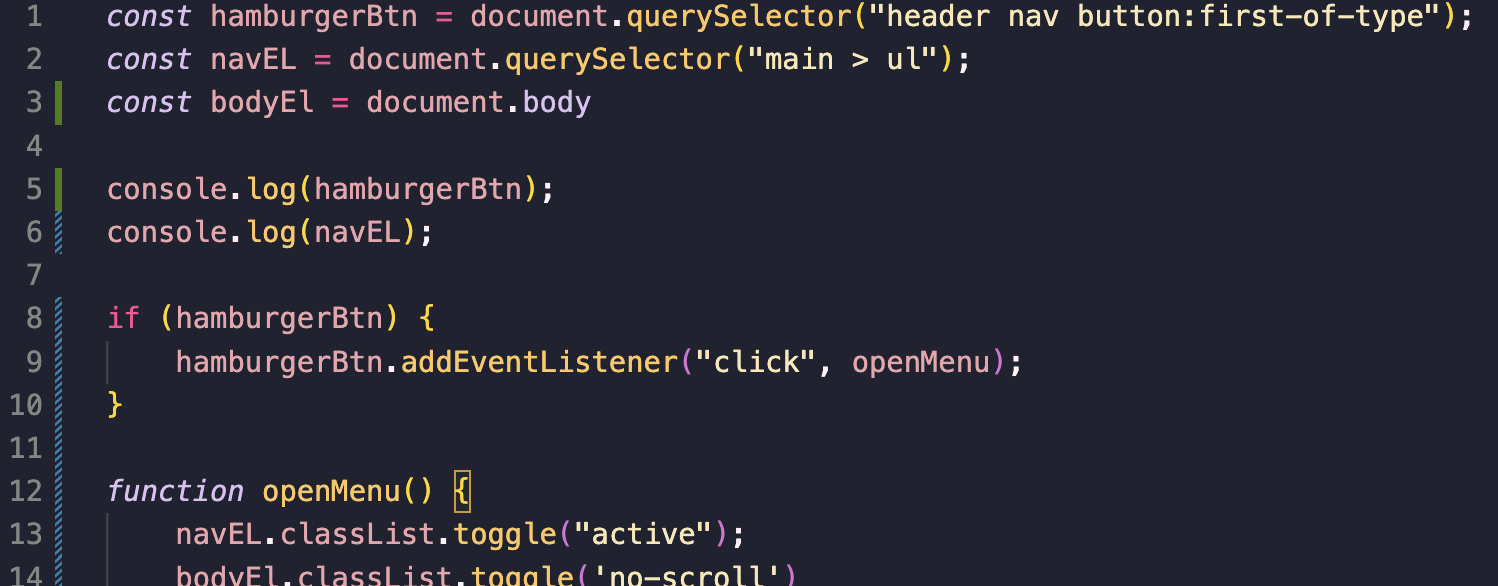 1 const hamburgerBtn = document.querySelector("header nav button:first-of-type");
2 const navEL = document.querySelector("main > ul");
3 const bodyEl = document.body
4
5 console.log(hamburgerBtn);
6 console.log(navEL);
7
8 if (hamburgerBtn) {
9     hamburgerBtn.addEventListener("click", openMenu);
10 }
11
12 function openMenu() {
13     navEL.classList.toggle("active");
14     bodyEl.classList.toggle('no-scroll')